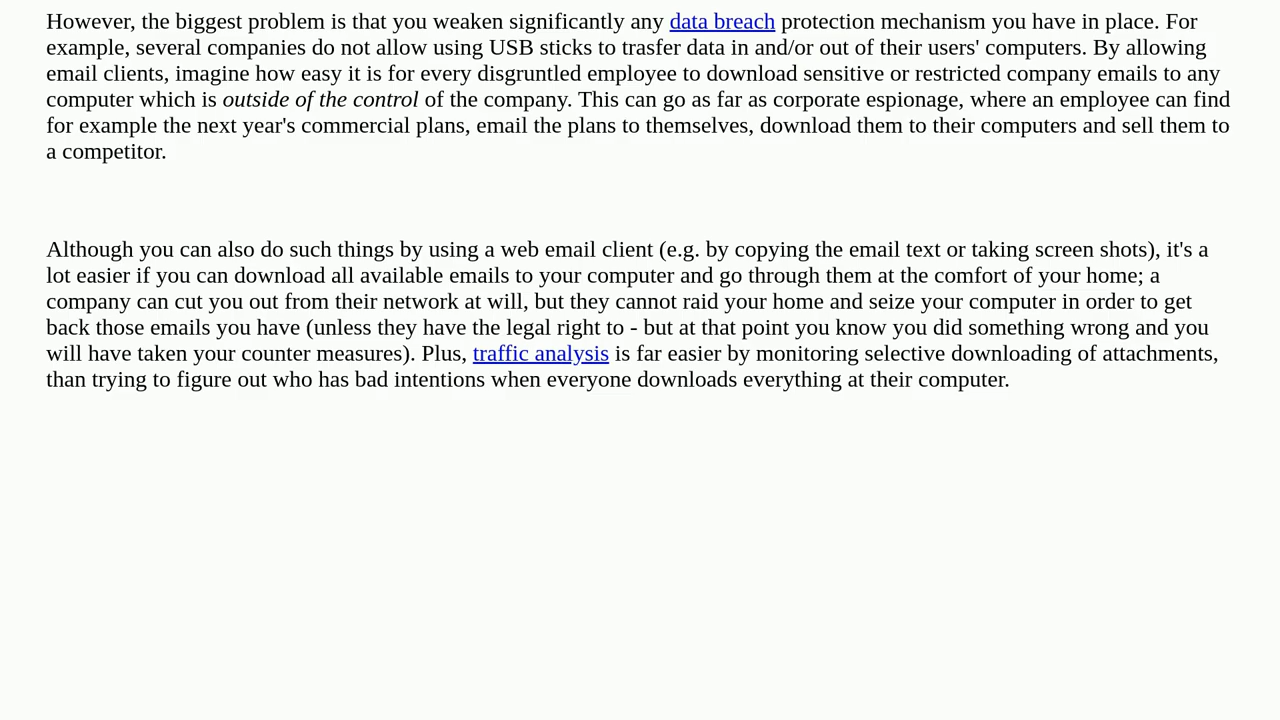 However, the biggest problem is that you weaken significantly any data breach protection mechanism you have in place. For
example, several companies do not allow using USB sticks to trasfer data in and/or out of their users' computers. By allowing
email clients, imagine how easy it is for every disgruntled employee to download sensitive or restricted company emails to any
computer which is outside of the control of the company. This can go as far as corporate espionage, where an employee can find
for example the next year's commercial plans, email the plans to themselves, download them to their computers and sell them to
a competitor.
Although you can also do such things by using a web email client (e.g. by copying the email text or taking screen shots), it's a
lot easier if you can download all available emails to your computer and go through them at the comfort of your home; a
company can cut you out from their network at will, but they cannot raid your home and seize your computer in order to get
back those emails you have (unless they have the legal right to - but at that point you know you did something wrong and you
will have taken your counter measures). Plus, traffic analysis is far easier by monitoring selective downloading of attachments,
than trying to figure out who has bad intentions when everyone downloads everything at their computer.